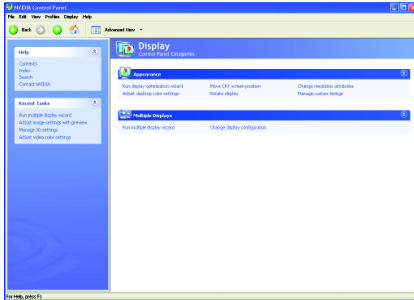 NVIDIA Control Panel
File Edit View Profiles Display Help
Back Advanced View
Display
Control Panel Categories
Help
Contents
Index
Search
Contact NVIDIA
Recent Tasks
Run multiple display wizard
Adjust image settings with preview
Manage 3D settings
Adjust video color settings
Appearance
Run display optimization wizard Move CRT screen position Change resolution attributes
Adjust desktop color settings Rotate display Manage custom timings
Multiple Displays
Run multiple display wizard Change display configuration
For Help, press F1